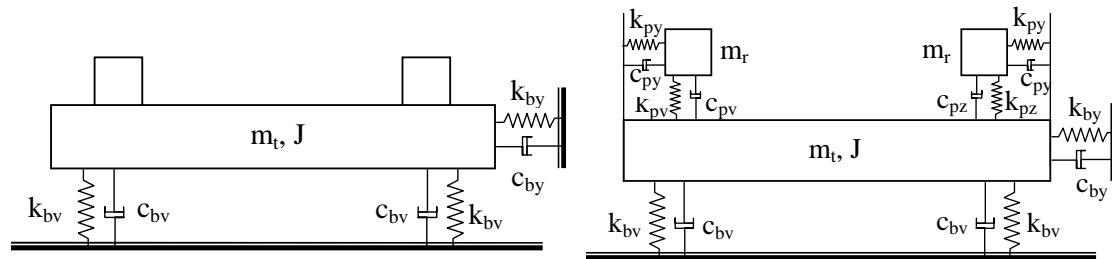 k_by
m_t, J
c_by
k_bv
c_bv
c_bv
k_bv
k_py
m_r
c_py
k_pv
c_pv
k_py
m_r
c_py
c_pz
k_pz
k_by
m_t, J
c_by
k_bv
c_bv
c_bv
k_bv